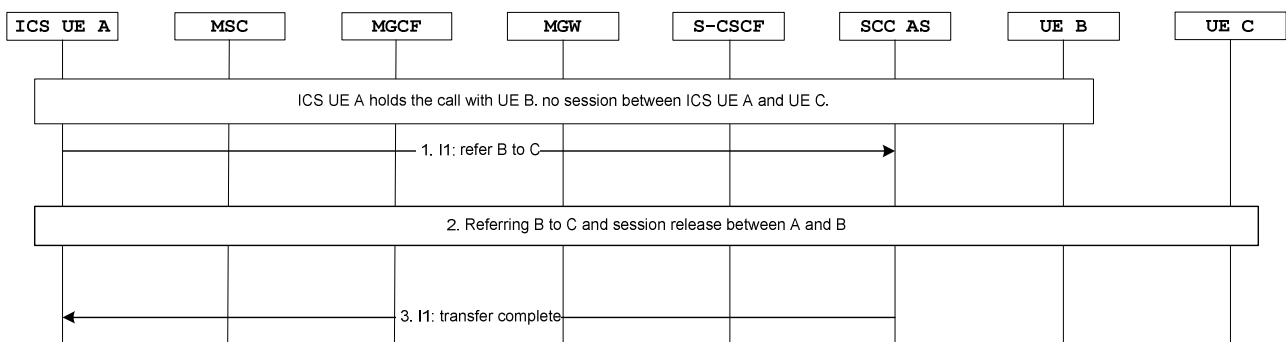 ICS UE A
MSC
MGCF
MGW
S-CSCF
SCC AS
UE B
UE C
ICS UE A holds the call with UE B. no session between ICS UE A and UE C.
1. I1: refer B to C
2. Referring B to C and session release between A and B
3. I1: transfer complete